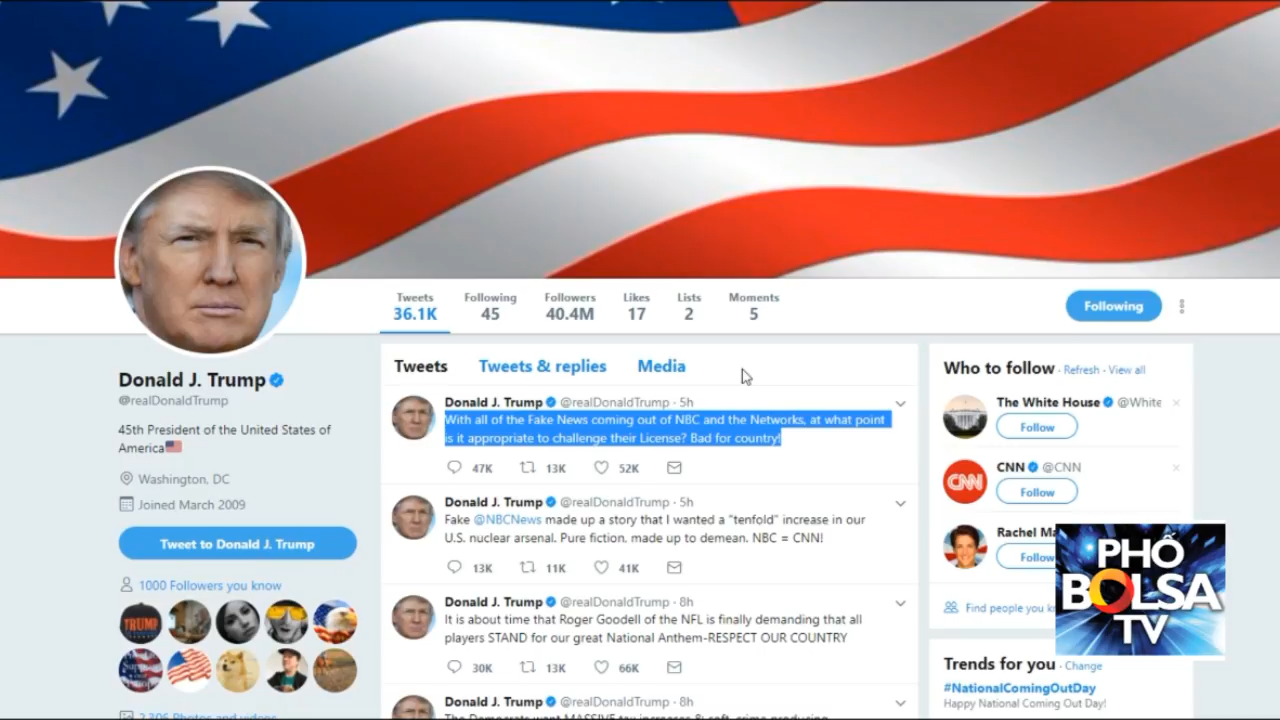 Tweets
36.1K
Following
45
Followers
40.4M
Likes
17
Lists
2
Moments
5
Following
Donald J. Trump
@realDonaldTrump
45th President of the United States of
America
Washington, DC
Joined March 2009
Tweet to Donald J. Trump
1000 Followers you know
TRUMP
2,306 Photos and videos
Tweets Tweets & replies Media
Donald J. Trump @realDonaldTrump · 5h
With all of the Fake News coming out of NBC and the Networks, at what point
is it appropriate to challenge their License? Bad for country!
47K 13K 52K
Donald J. Trump @realDonaldTrump · 5h
Fake @NBCNews made up a story that I wanted a "tenfold" increase in our
U.S. nuclear arsenal. Pure fiction, made up to demean. NBC = CNN!
13K 11K 41K
Donald J. Trump @realDonaldTrump · 8h
It is about time that Roger Goodell of the NFL is finally demanding that all
players STAND for our great National Anthem-RESPECT OUR COUNTRY
30K 13K 66K
Donald J. Trump @realDonaldTrump · 8h
Who to follow · Refresh · View all
The White House @White
Follow
CNN
CNN @CNN
Follow
Rachel Ma
Follow
Find people you
PHỐ
BOLSA
TV
Trends for you · Change
#NationalComingOutDay
Happy National Coming Out Day!